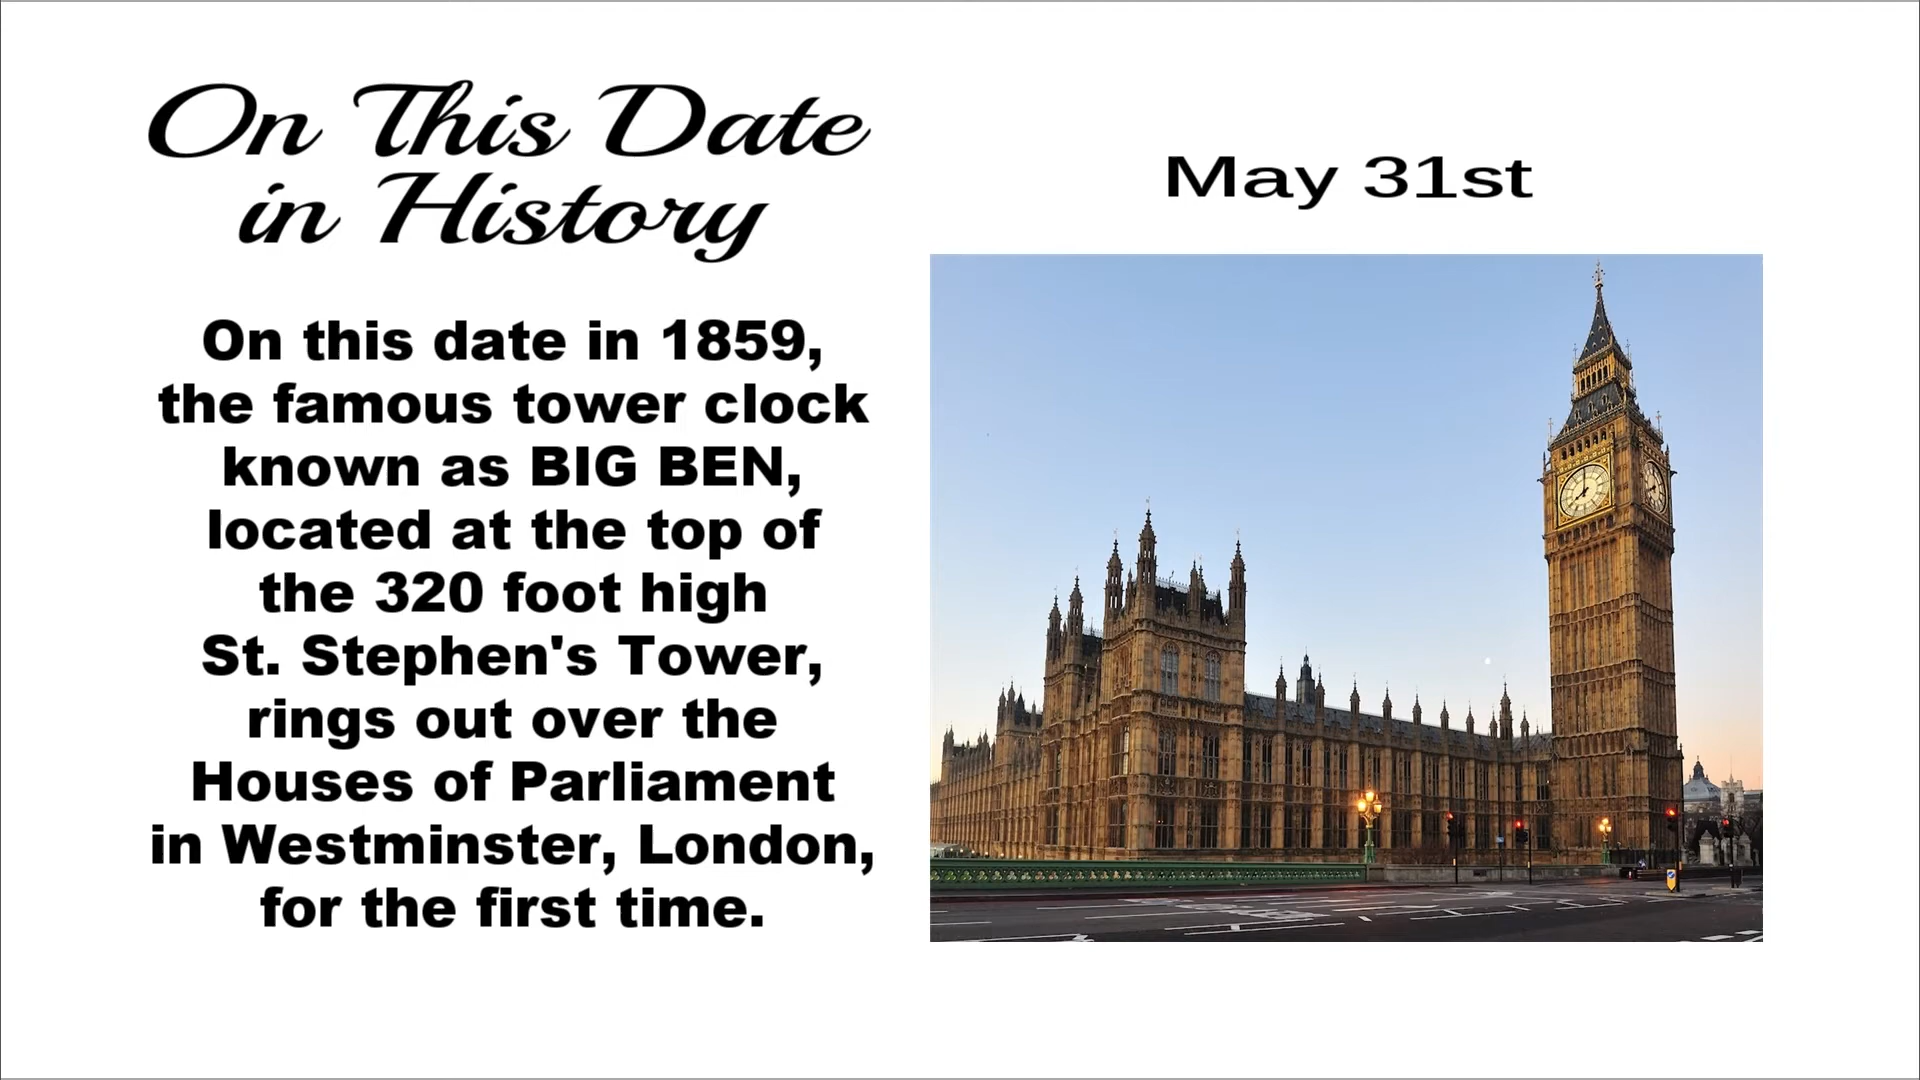 On This Date
in History
May 31st
On this date in 1859,
the famous tower clock
known as BIG BEN,
located at the top of
the 320 foot high
St. Stephen's Tower,
rings out over the
Houses of Parliament
in Westminster, London,
for the first time.